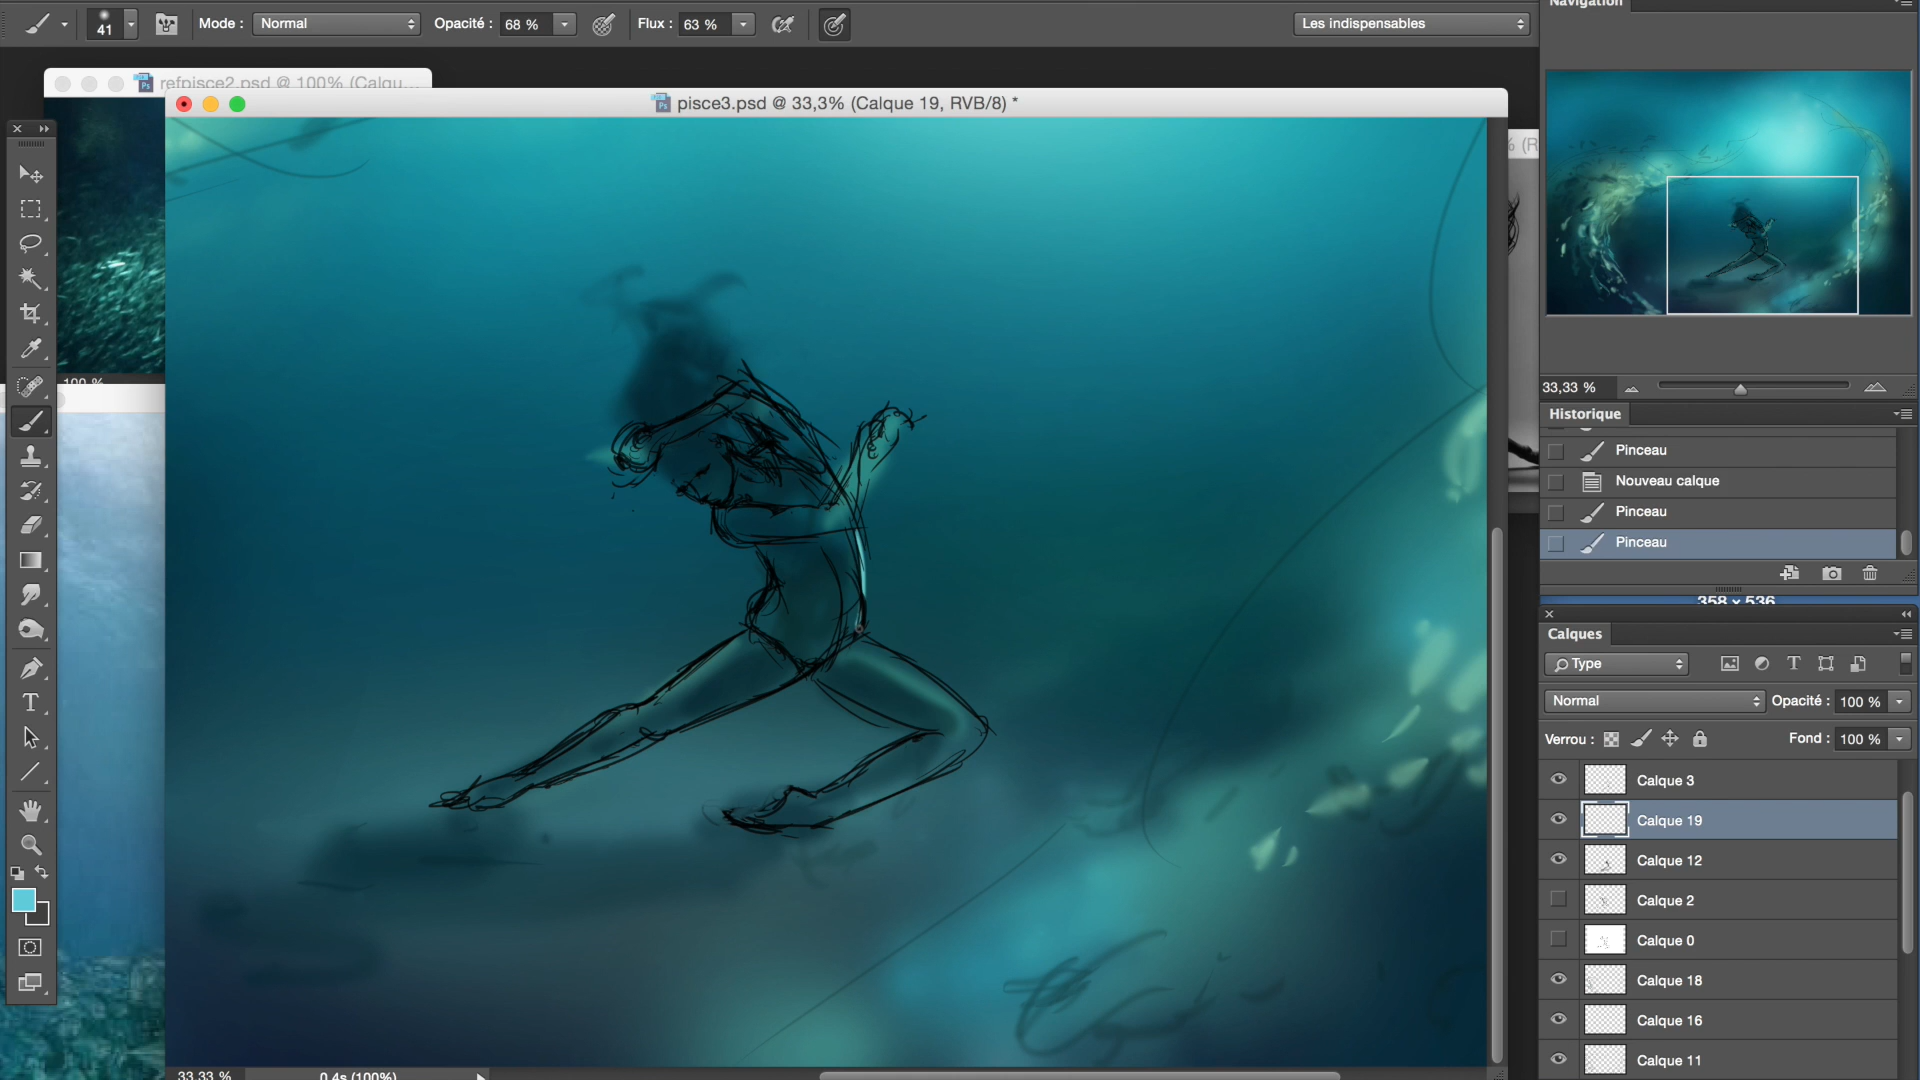 41
Mode :
Normal
Opacité :
68 %
Flux :
63 %
Les indispensables
Navigation
refpisce2.psd @ 100% (Calqu...
pisce3.psd @ 33,3% (Calque 19, RVB/8) *
% (R
100 %
33,33 %
Historique
Pinceau
Nouveau calque
Pinceau
Pinceau
358 x 536
Calques
Type
Normal
Opacité :
100 %
Verrou :
Fond :
100 %
Calque 3
Calque 19
Calque 12
Calque 2
Calque 0
Calque 18
Calque 16
Calque 11
33,33 %
0,4s (100%)